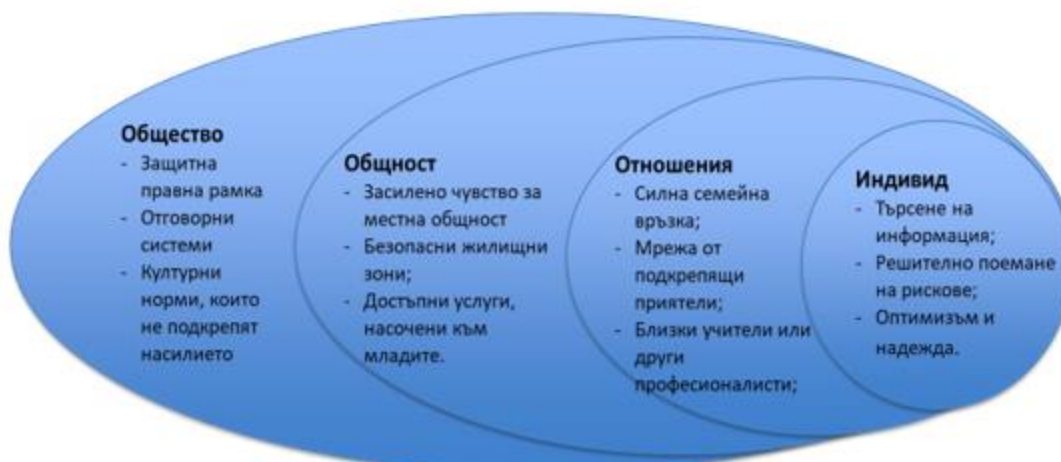 Общество
- Защитна
правна рамка
- Отговорни
системи
- Културни
норми, които
не подкрепят
насилието
Общност
- Засилено чувство за
местна общност
- Безопасни жилищни
зони;
- Достъпни услуги,
насочени към
младите.
Отношения
- Силна семейна
връзка;
- Мрежа от
подкрепящи
приятели;
- Близки учители или
други
професионалисти;
Индивид
- Търсене на
информация;
- Решително поемане
на рискове;
- Оптимизъм и
надежда.